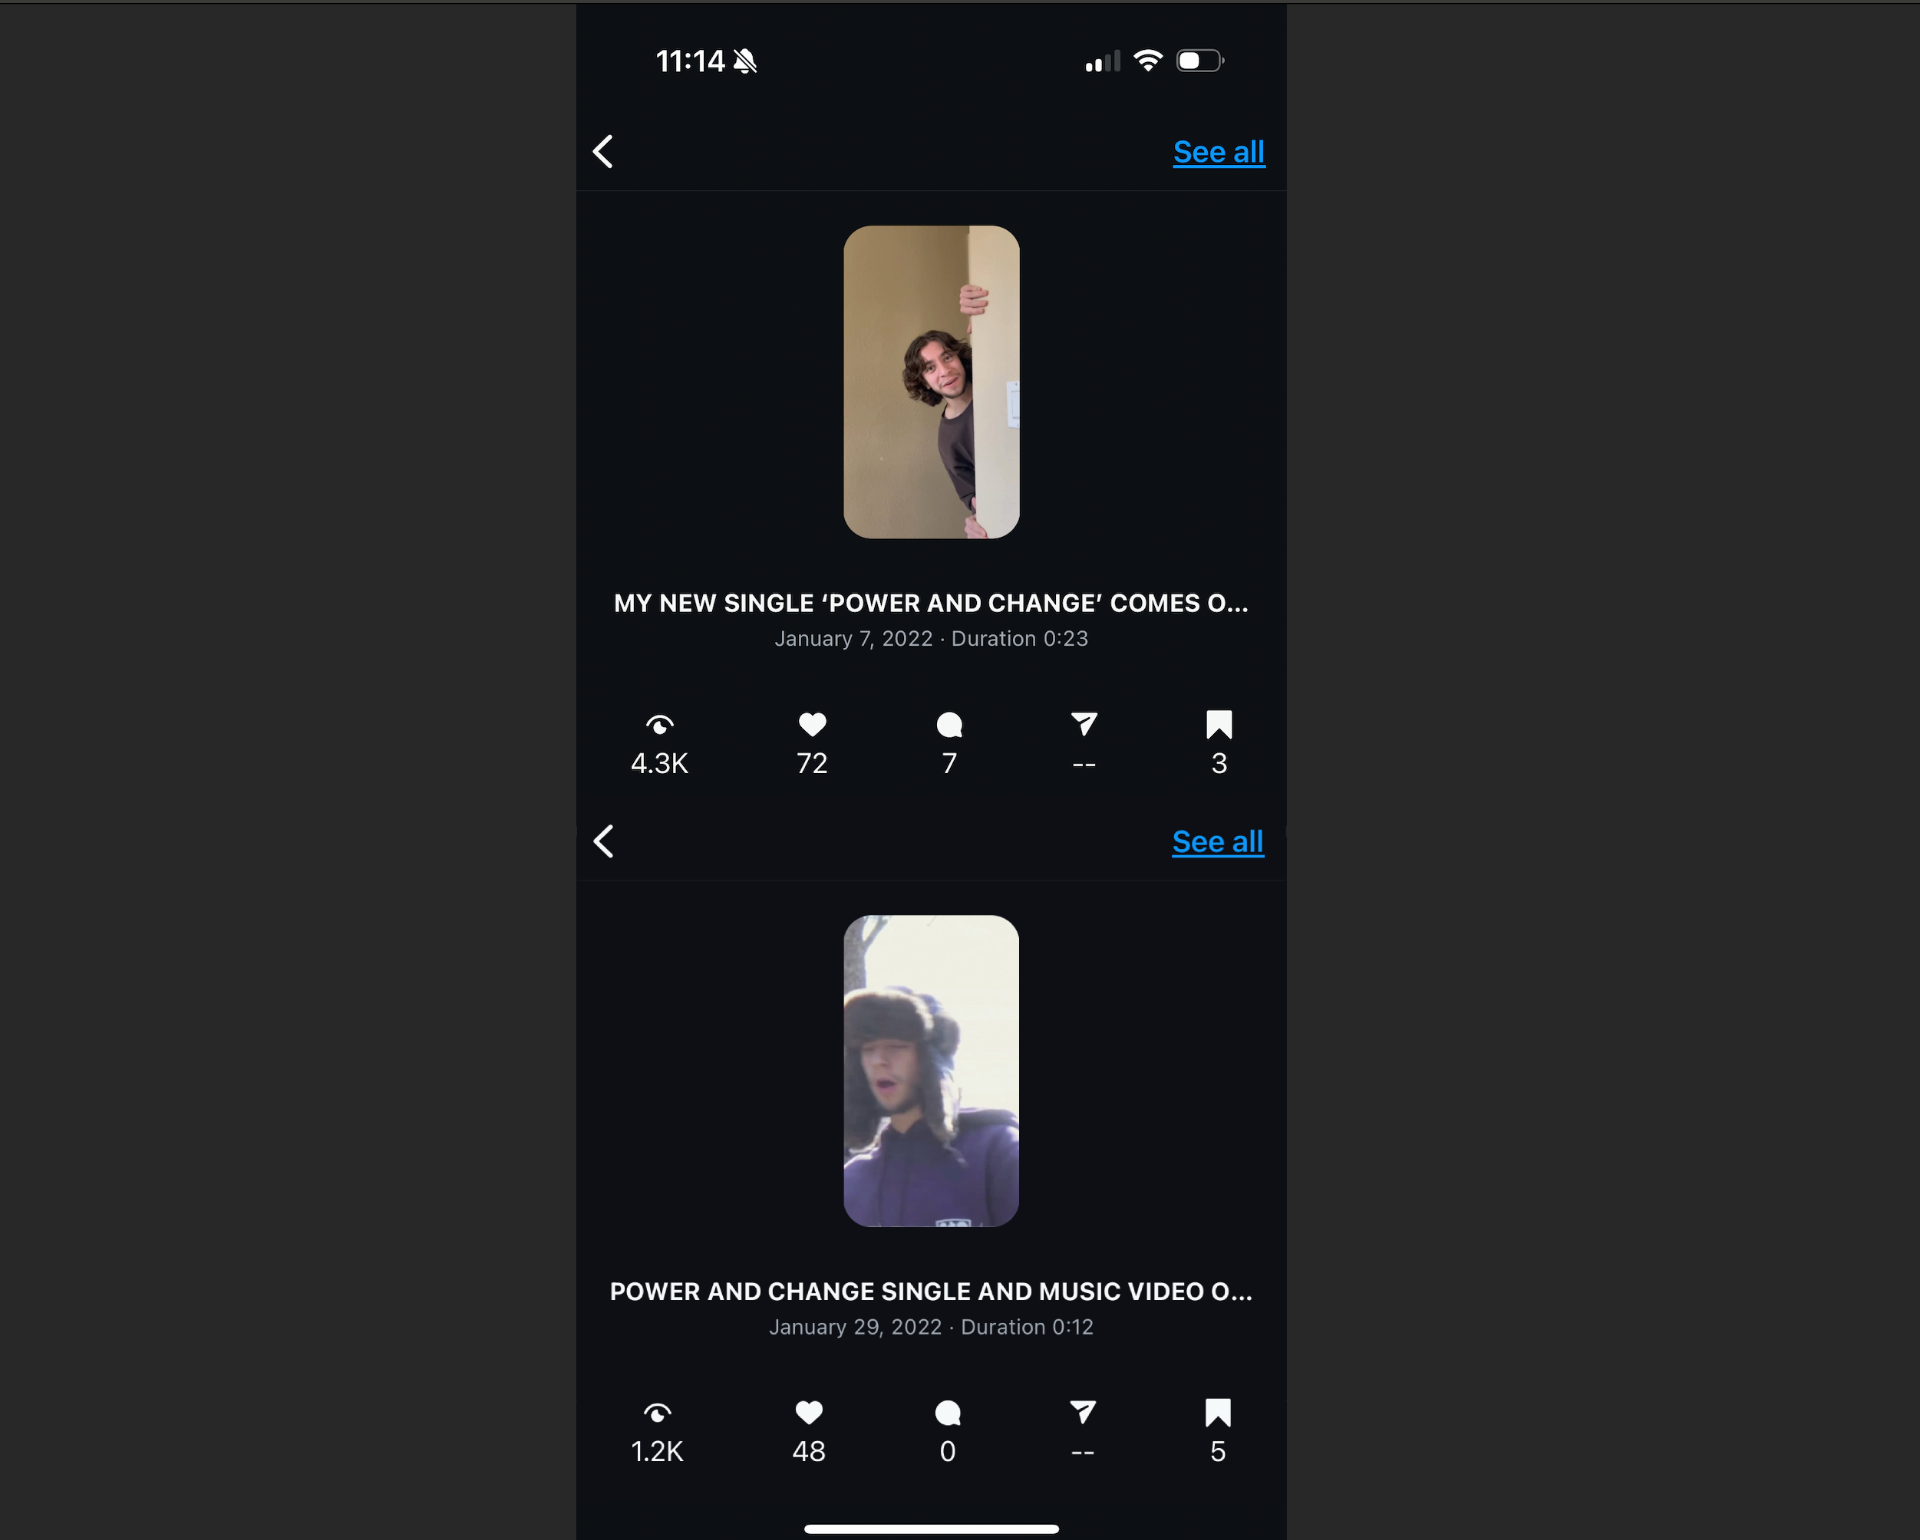 11:14
See all
MY NEW SINGLE ‘POWER AND CHANGE’ COMES O...
January 7, 2022 · Duration 0:23
4.3K 72 7 -- 3
See all
POWER AND CHANGE SINGLE AND MUSIC VIDEO O...
January 29, 2022 · Duration 0:12
1.2K 48 0 -- 5